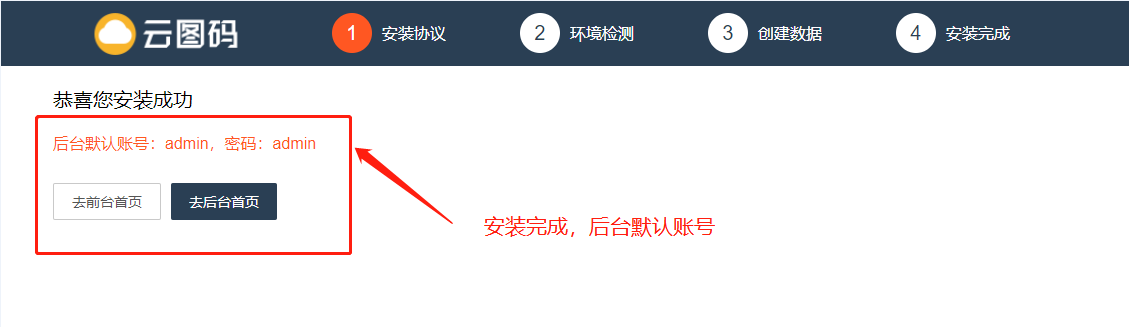 云图码
1 安装协议
2 环境检测
3 创建数据
4 安装完成
恭喜您安装成功
后台默认账号：admin，密码：admin
去前台首页
去后台首页
安装完成，后台默认账号